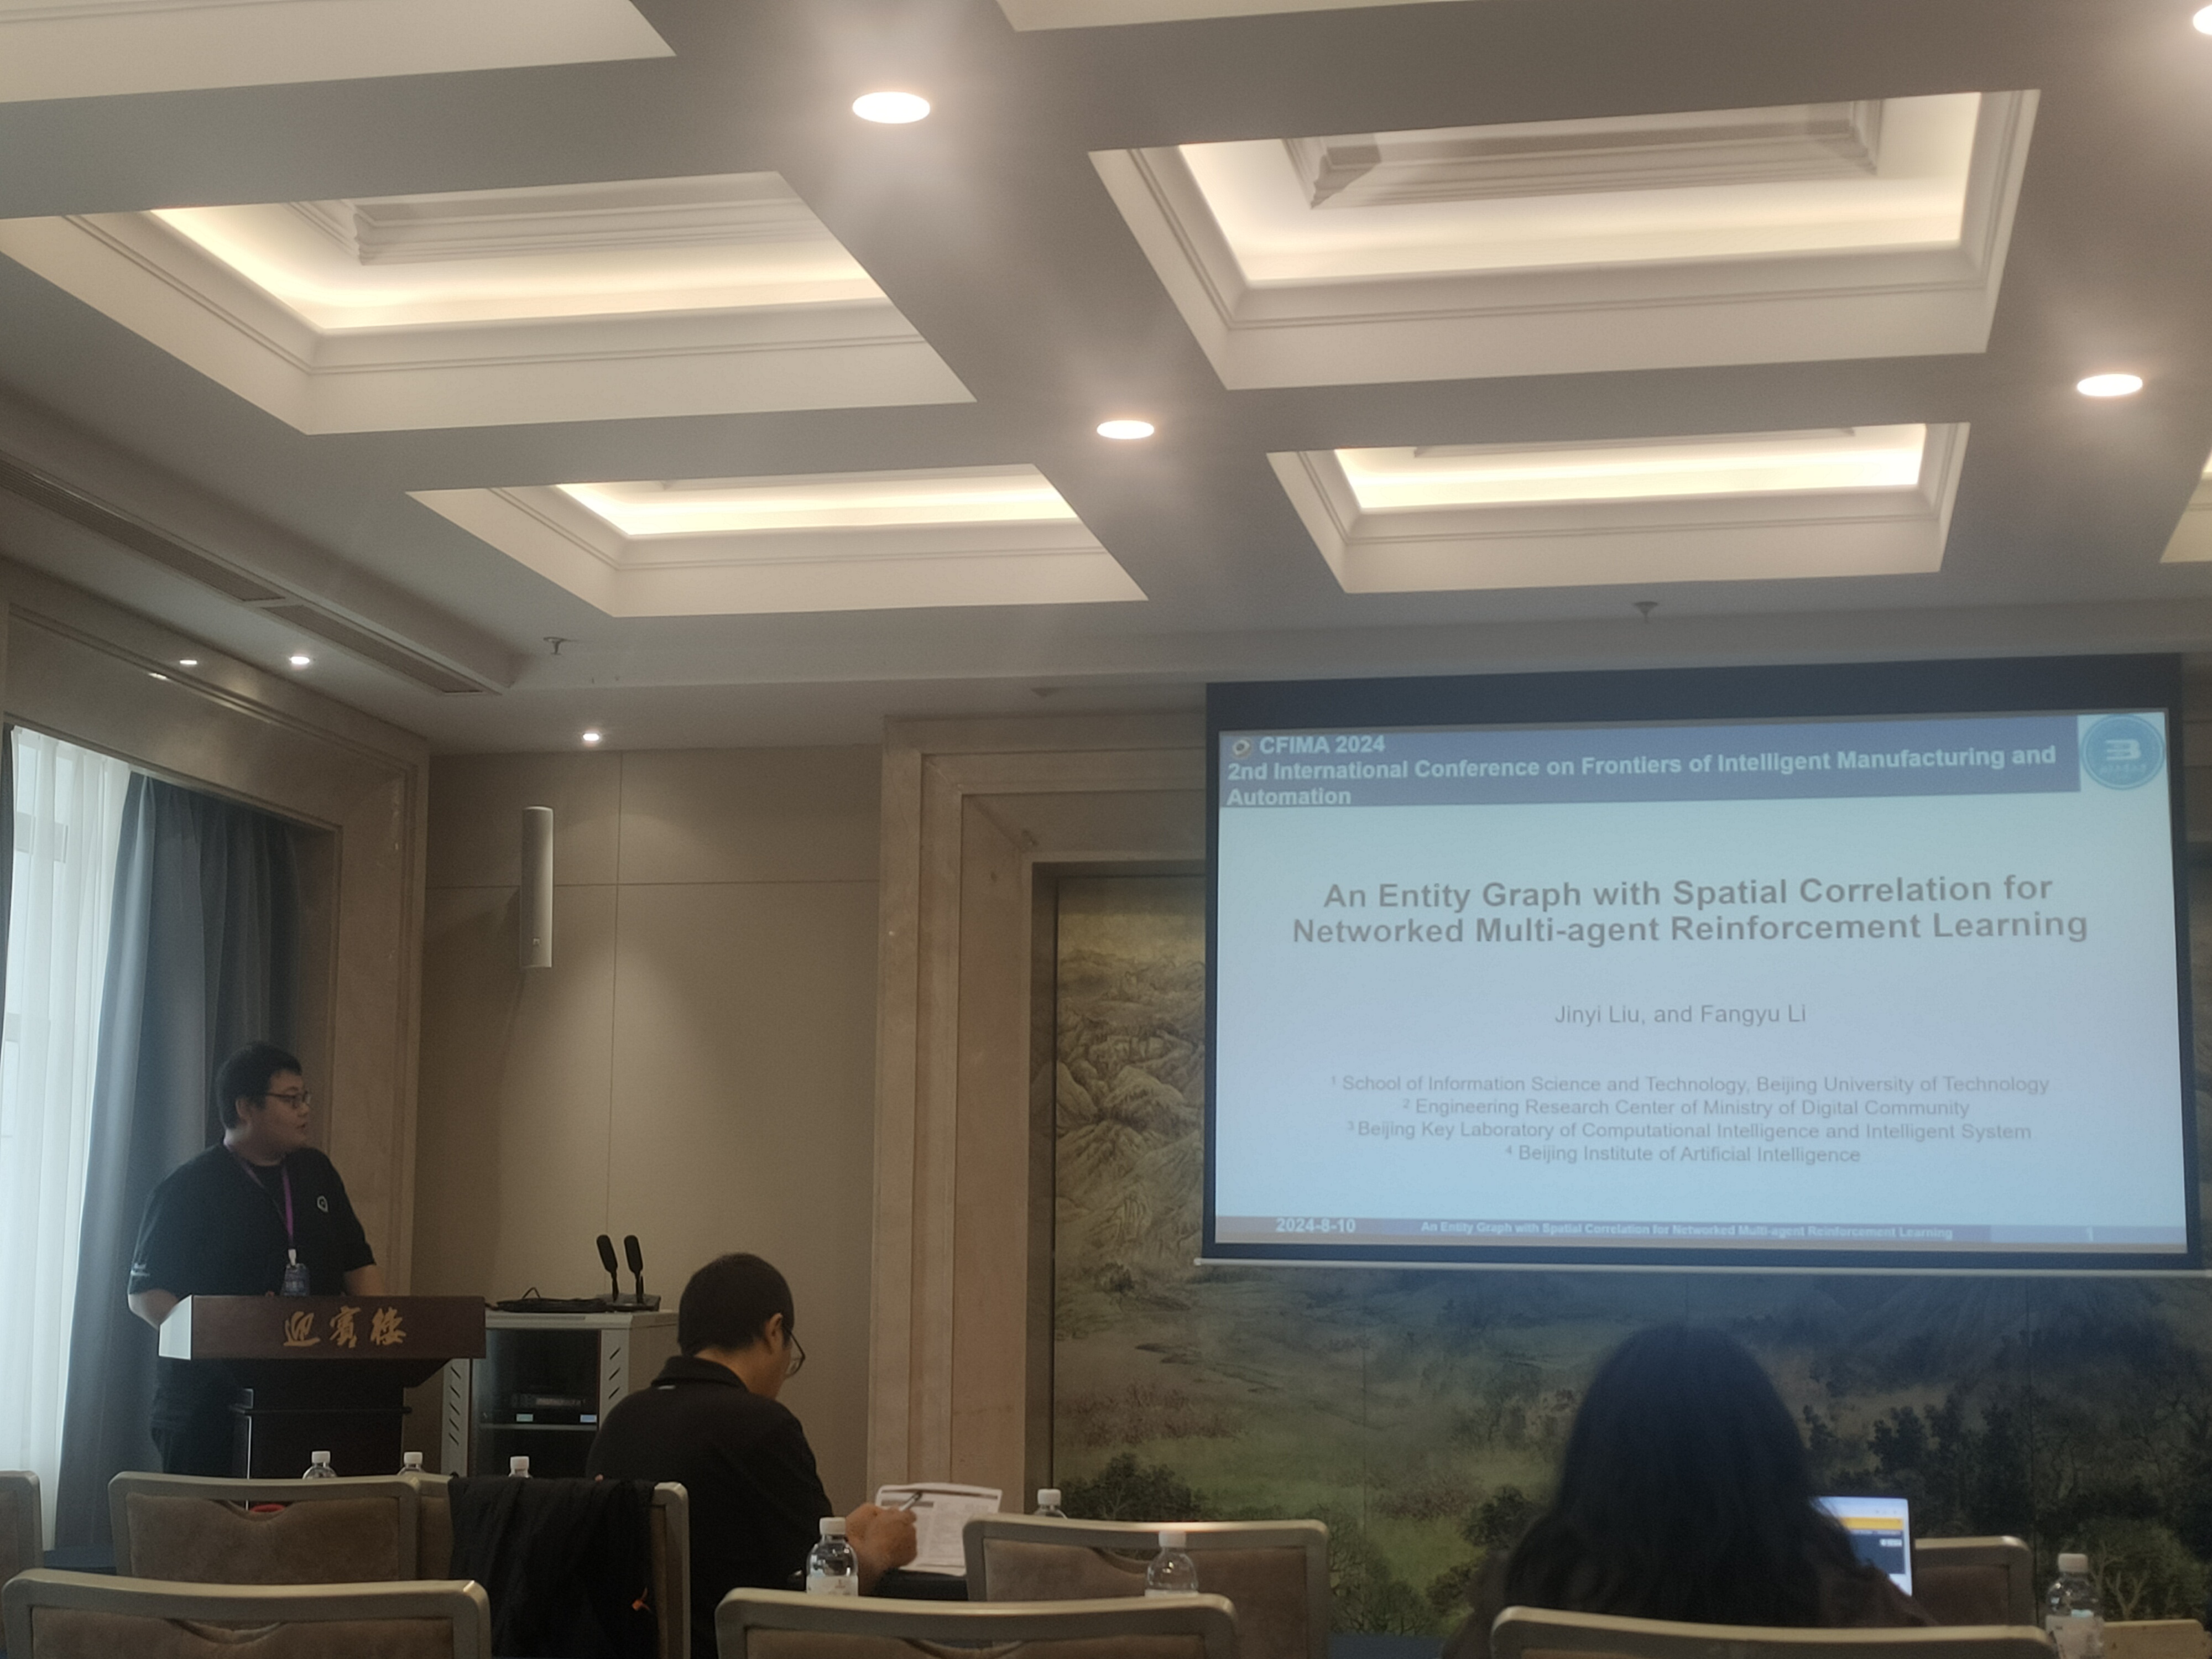 CFIMA 2024
2nd International Conference on Frontiers of Intelligent Manufacturing and
Automation
An Entity Graph with Spatial Correlation for
Networked Multi-agent Reinforcement Learning
Jinyi Liu, and Fangyu Li
¹ School of Information Science and Technology, Beijing University of Technology
² Engineering Research Center of Ministry of Digital Community
³ Beijing Key Laboratory of Computational Intelligence and Intelligent System
⁴ Beijing Institute of Artificial Intelligence
2024-8-10
An Entity Graph with Spatial Correlation for Networked Multi-agent Reinforcement Learning
1
迎賓楼